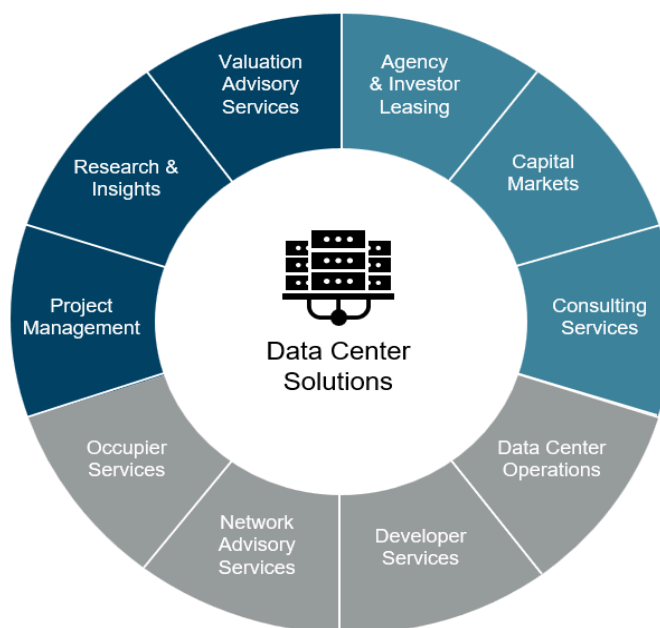 Valuation
Advisory
Services
Agency
& Investor
Leasing
Capital
Markets
Consulting
Services
Data Center
Operations
Developer
Services
Network
Advisory
Services
Occupier
Services
Project
Management
Research &
Insights
Data Center
Solutions